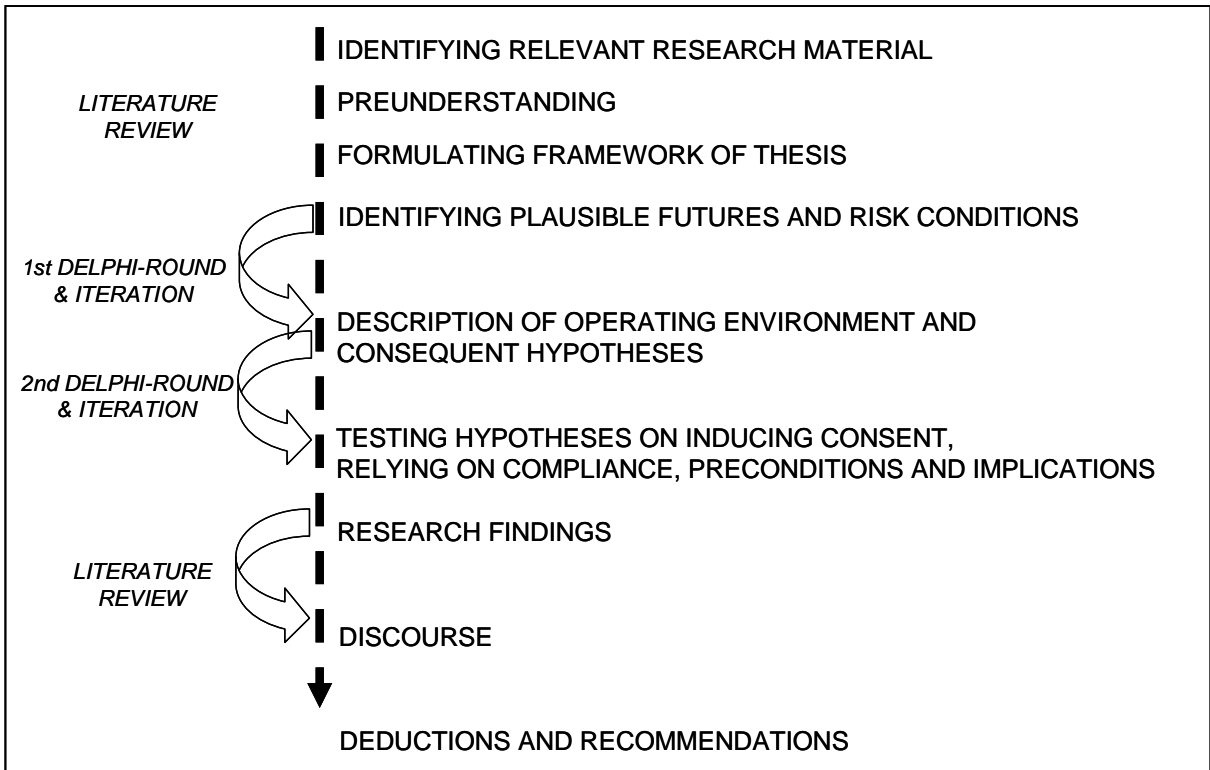 IDENTIFYING RELEVANT RESEARCH MATERIAL
LITERATURE
REVIEW
PREUNDERSTANDING
FORMULATING FRAMEWORK OF THESIS
IDENTIFYING PLAUSIBLE FUTURES AND RISK CONDITIONS
1st DELPHI-ROUND
& ITERATION
DESCRIPTION OF OPERATING ENVIRONMENT AND
CONSEQUENT HYPOTHESES
2nd DELPHI-ROUND
& ITERATION
TESTING HYPOTHESES ON INDUCING CONSENT,
RELYING ON COMPLIANCE, PRECONDITIONS AND IMPLICATIONS
RESEARCH FINDINGS
LITERATURE
REVIEW
DISCOURSE
DEDUCTIONS AND RECOMMENDATIONS